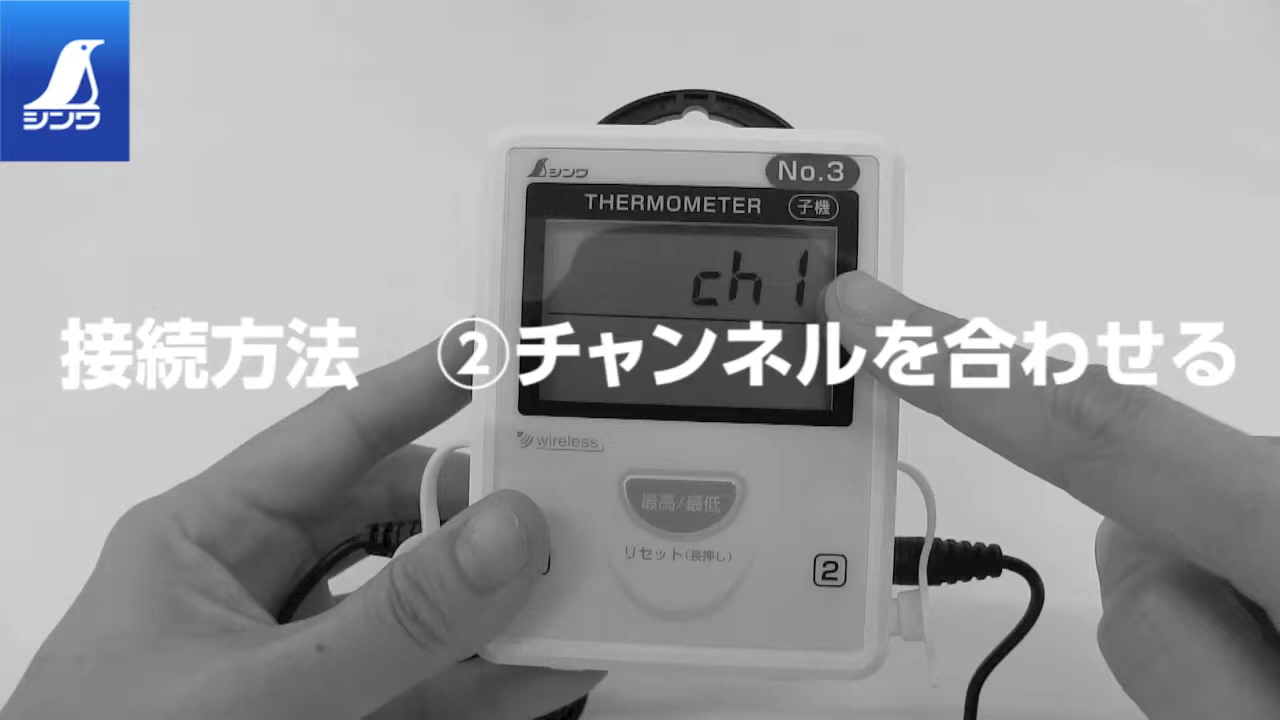 シンワ
シンワ
No.3
THERMOMETER 子機
ch1
接続方法 ②チャンネルを合わせる
wireless
最高/最低
リセット(長押し)
2